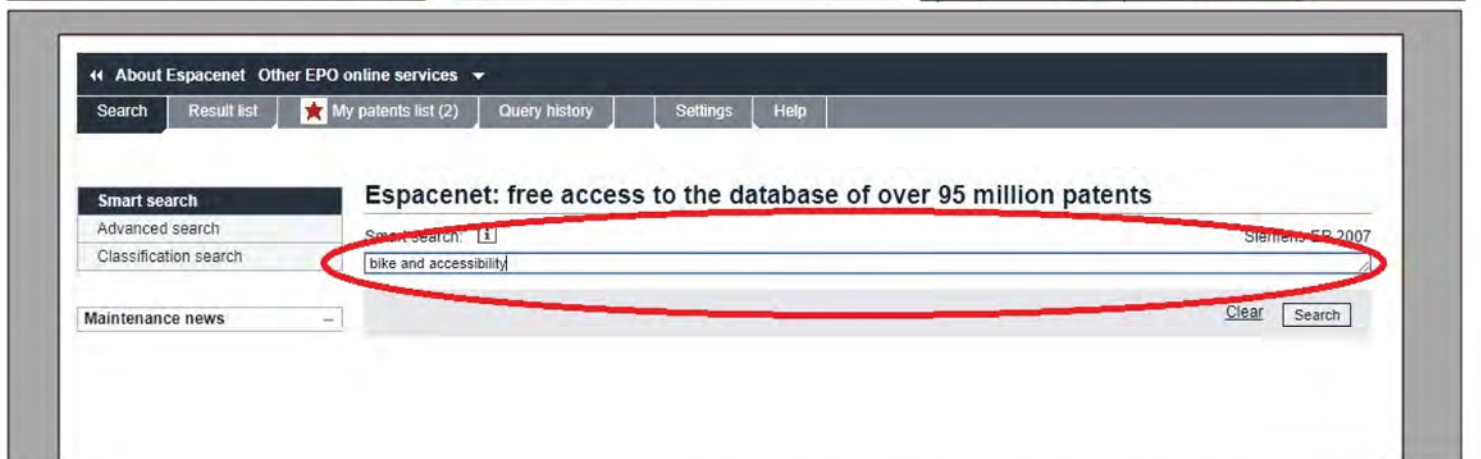 About Espacenet Other EPO online services
Search Result list My patents list (2) Query history Settings Help
Smart search
Advanced search
Classification search
Maintenance news
Espacenet: free access to the database of over 95 million patents
Smart search: i Siemens EP 2007
bike and accessibility
Clear Search